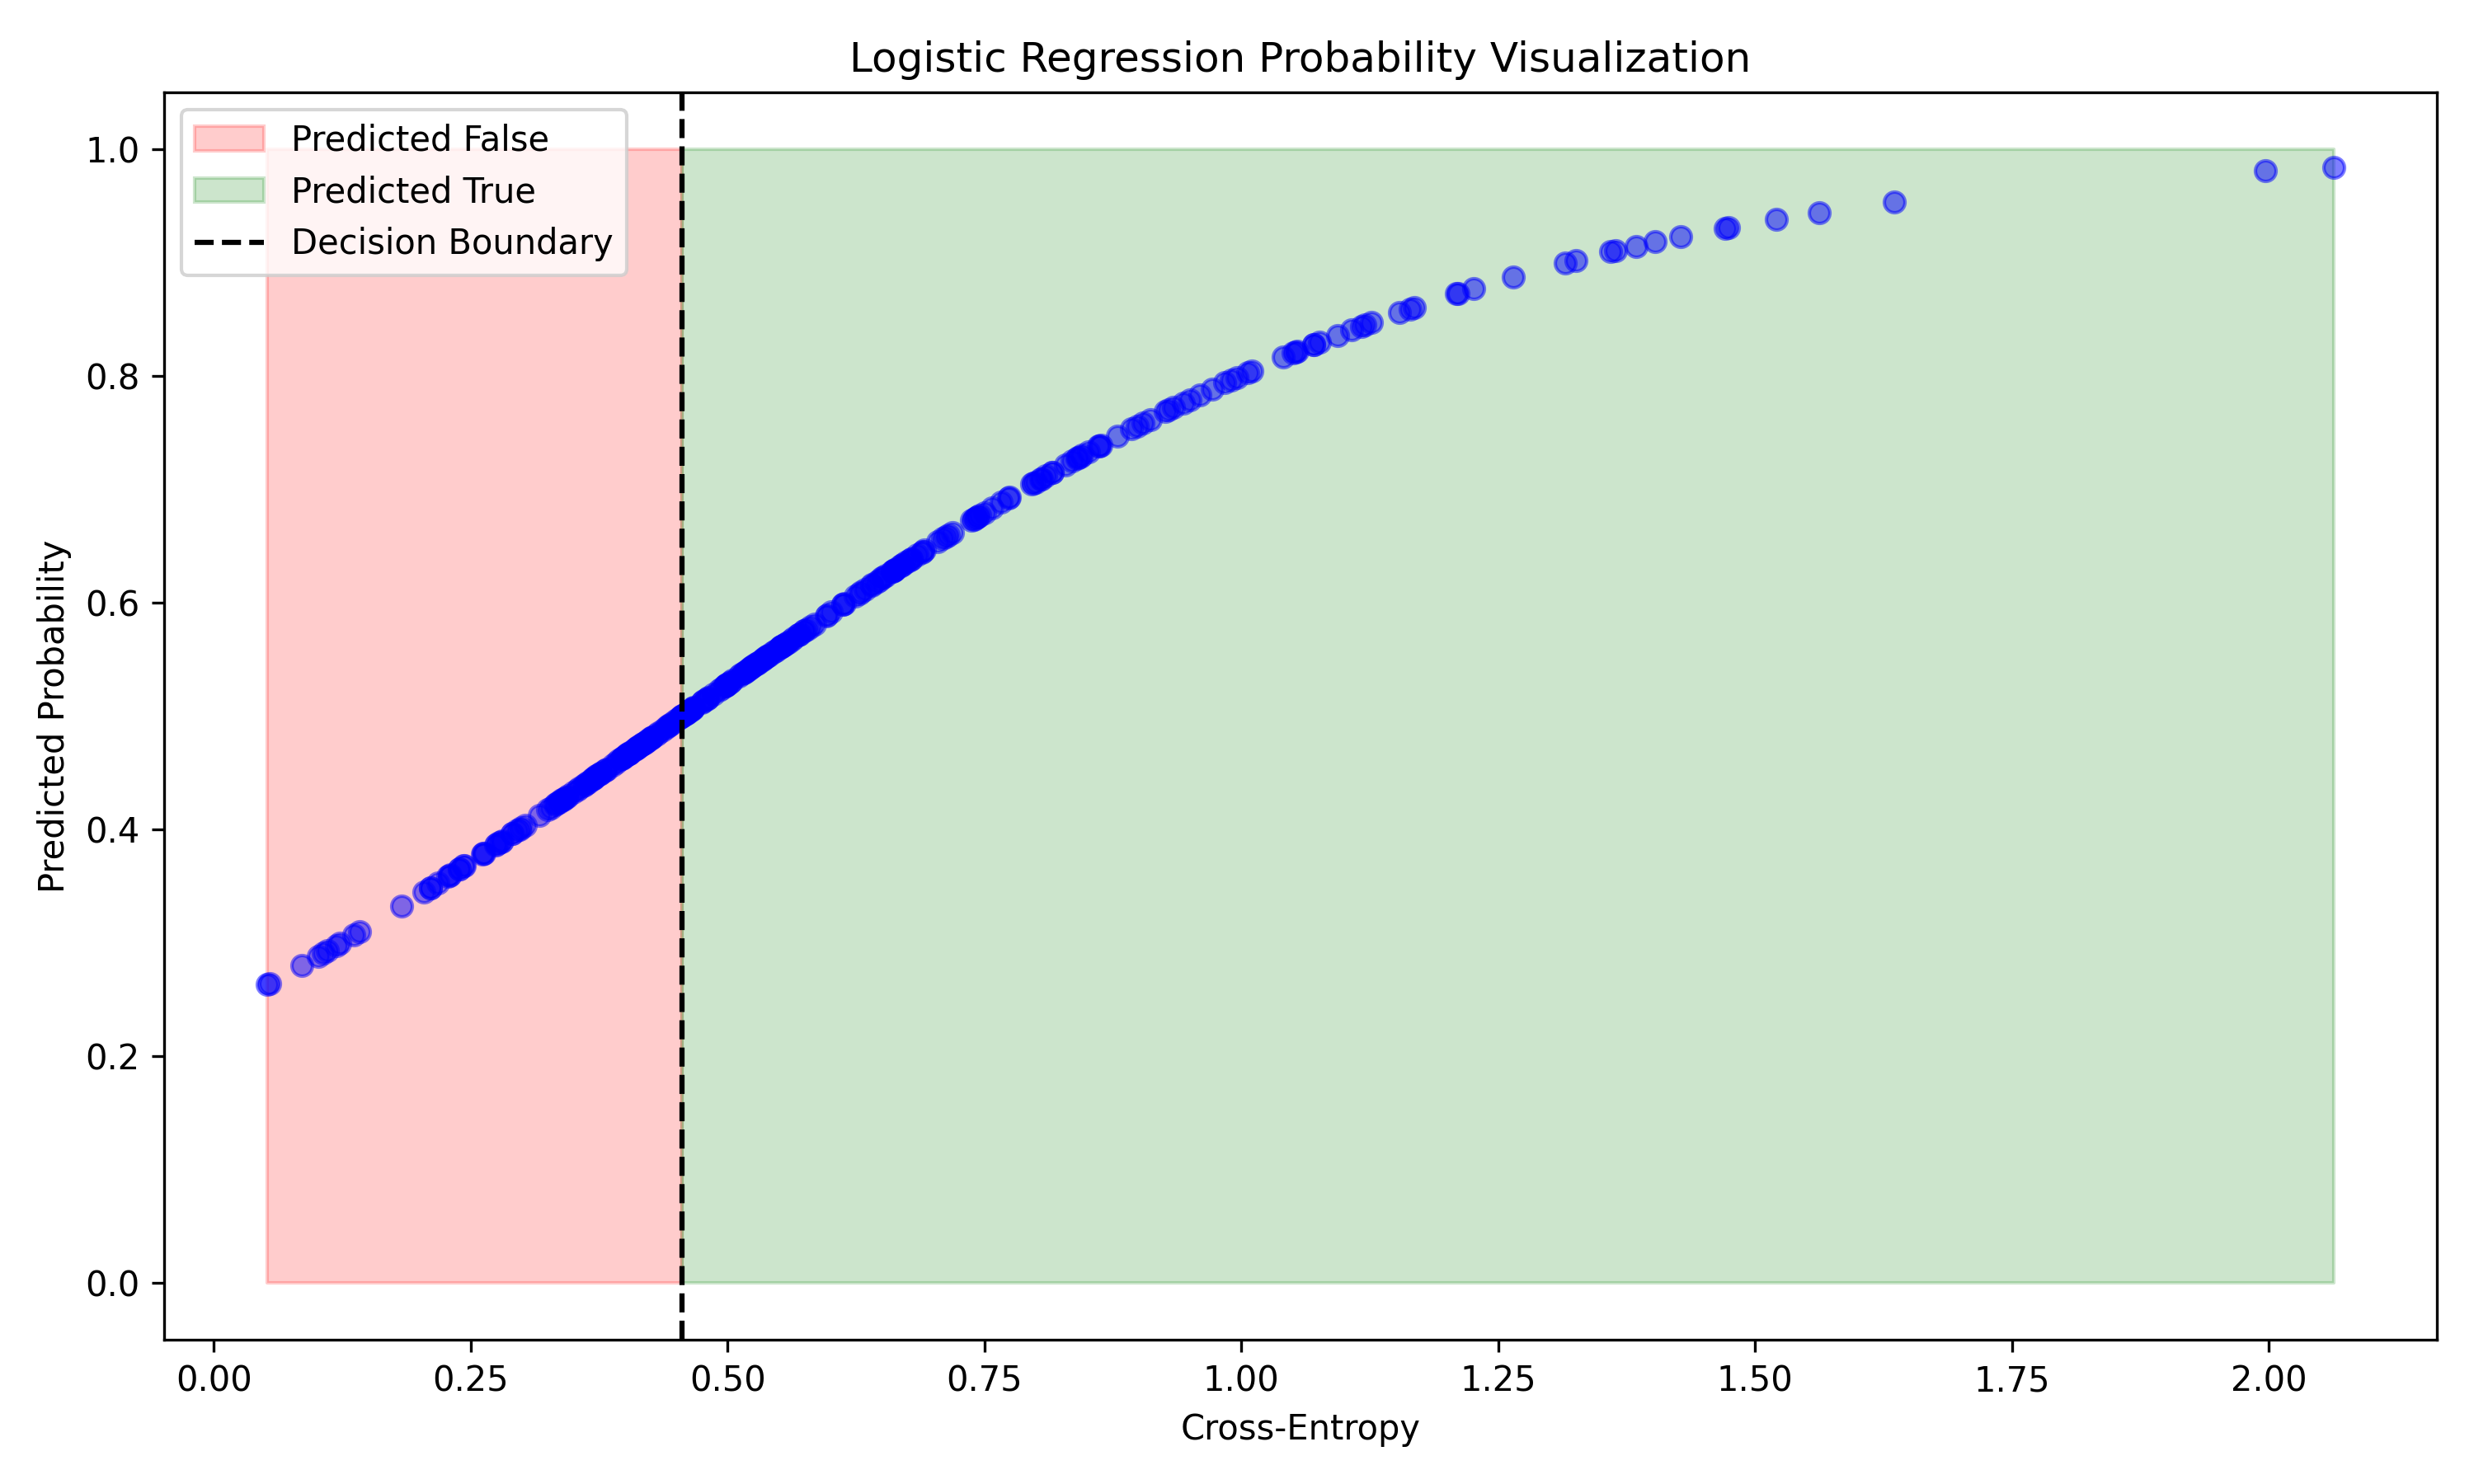 Logistic Regression Probability Visualization
Predicted False
Predicted True
Decision Boundary
Predicted Probability
1.0
0.8
0.6
0.4
0.2
0.0
0.00 0.25 0.50 0.75 1.00 1.25 1.50 1.75 2.00
Cross-Entropy